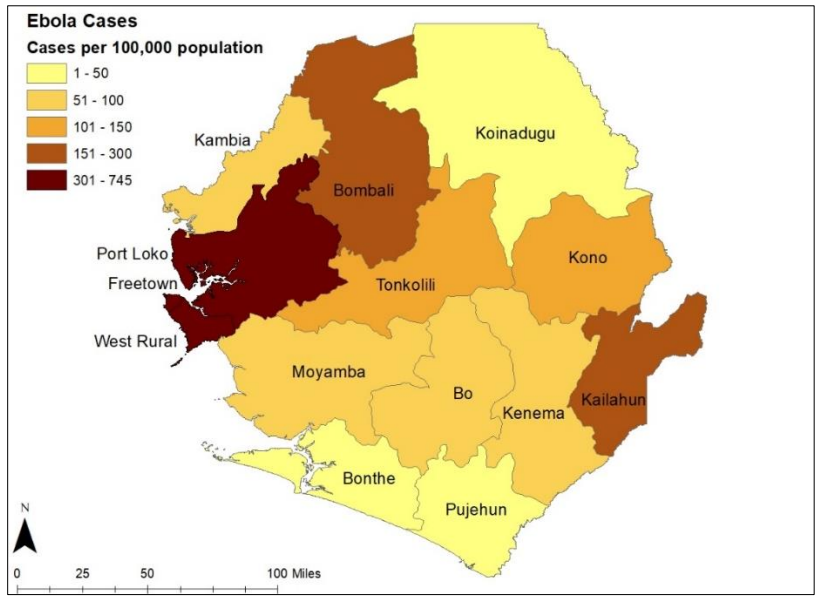 Ebola Cases
Cases per 100,000 population
1 - 50
51 - 100
101 - 150
151 - 300
301 - 745
Kambia
Koinadugu
Bombali
Port Loko
Kono
Freetown
Tonkolili
West Rural
Moyamba
Bo
Kenema
Kailahun
Bonthe
Pujehun
N
0 25 50 100 Miles